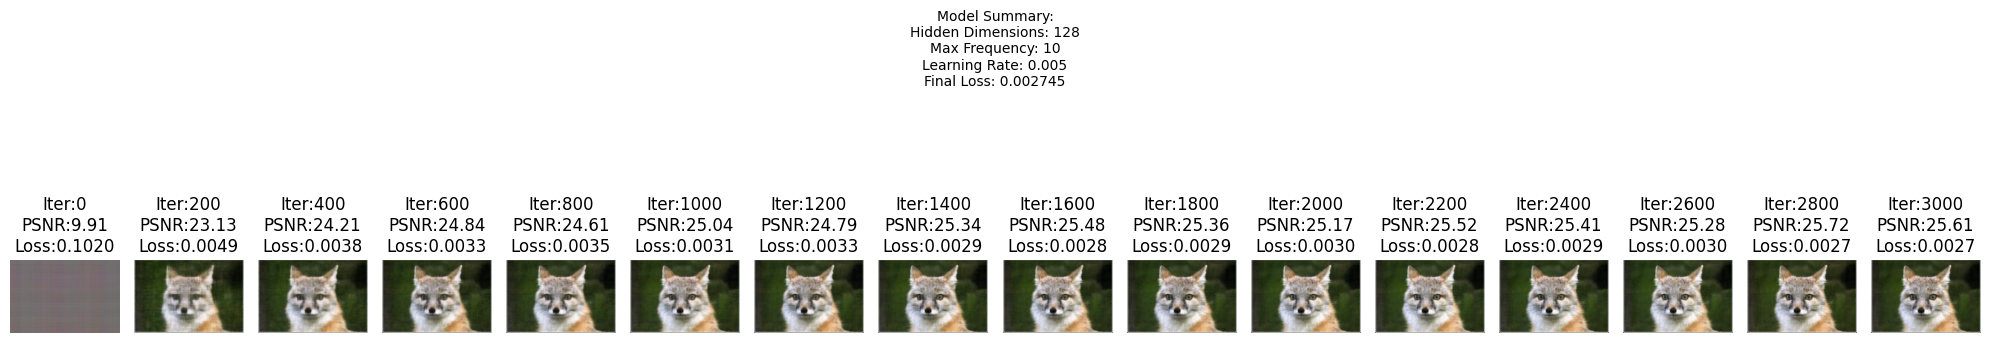 Model Summary:
Hidden Dimensions: 128
Max Frequency: 10
Learning Rate: 0.005
Final Loss: 0.002745
Iter:0
PSNR:9.91
Loss:0.1020
Iter:200
PSNR:23.13
Loss:0.0049
Iter:400
PSNR:24.21
Loss:0.0038
Iter:600
PSNR:24.84
Loss:0.0033
Iter:800
PSNR:24.61
Loss:0.0035
Iter:1000
PSNR:25.04
Loss:0.0031
Iter:1200
PSNR:24.79
Loss:0.0033
Iter:1400
PSNR:25.34
Loss:0.0029
Iter:1600
PSNR:25.48
Loss:0.0028
Iter:1800
PSNR:25.36
Loss:0.0029
Iter:2000
PSNR:25.17
Loss:0.0030
Iter:2200
PSNR:25.52
Loss:0.0028
Iter:2400
PSNR:25.41
Loss:0.0029
Iter:2600
PSNR:25.28
Loss:0.0030
Iter:2800
PSNR:25.72
Loss:0.0027
Iter:3000
PSNR:25.61
Loss:0.0027